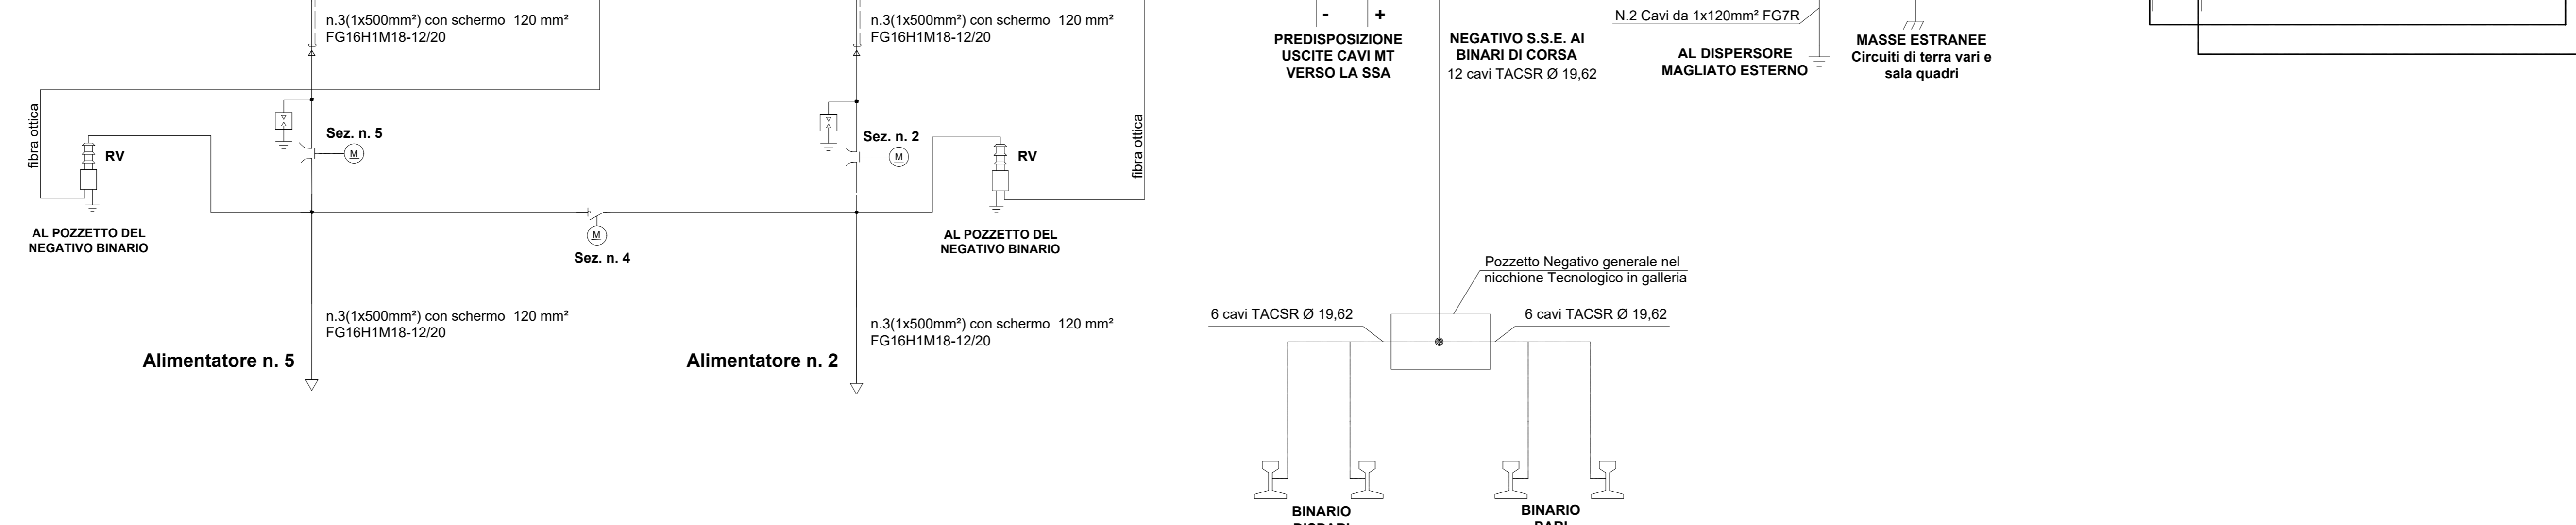 n.3(1x500mm²) con schermo 120 mm²
FG16H1M18-12/20
n.3(1x500mm²) con schermo 120 mm²
FG16H1M18-12/20
- +
PREDISPOSIZIONE
USCITE CAVI MT
VERSO LA SSA
NEGATIVO S.S.E. AI
BINARI DI CORSA
12 cavi TACSR Ø 19,62
N.2 Cavi da 1x120mm² FG7R
AL DISPERSORE
MAGLIATO ESTERNO
MASSE ESTRANEE
Circuiti di terra vari e
sala quadri
fibra ottica
RV
Sez. n. 5
M
AL POZZETTO DEL
NEGATIVO BINARIO
Sez. n. 2
M
RV
fibra ottica
AL POZZETTO DEL
NEGATIVO BINARIO
M
Sez. n. 4
n.3(1x500mm²) con schermo 120 mm²
FG16H1M18-12/20
Alimentatore n. 5
n.3(1x500mm²) con schermo 120 mm²
FG16H1M18-12/20
Alimentatore n. 2
Pozzetto Negativo generale nel
nicchione Tecnologico in galleria
6 cavi TACSR Ø 19,62
6 cavi TACSR Ø 19,62
BINARIO
DISPARI
BINARIO
PARI